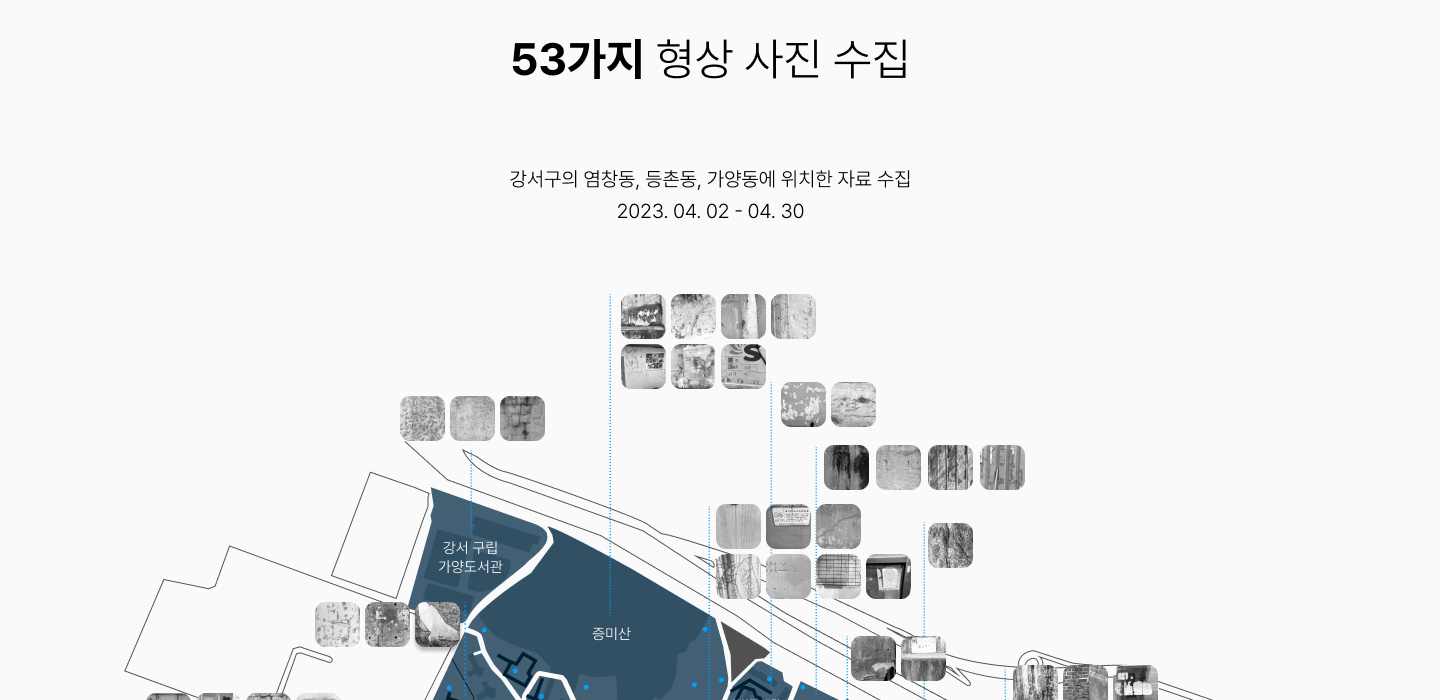 53가지 형상 사진 수집
강서구의 염창동, 등촌동, 가양동에 위치한 자료 수집
2023. 04. 02 - 04. 30
강서 구립
가양도서관
증미산